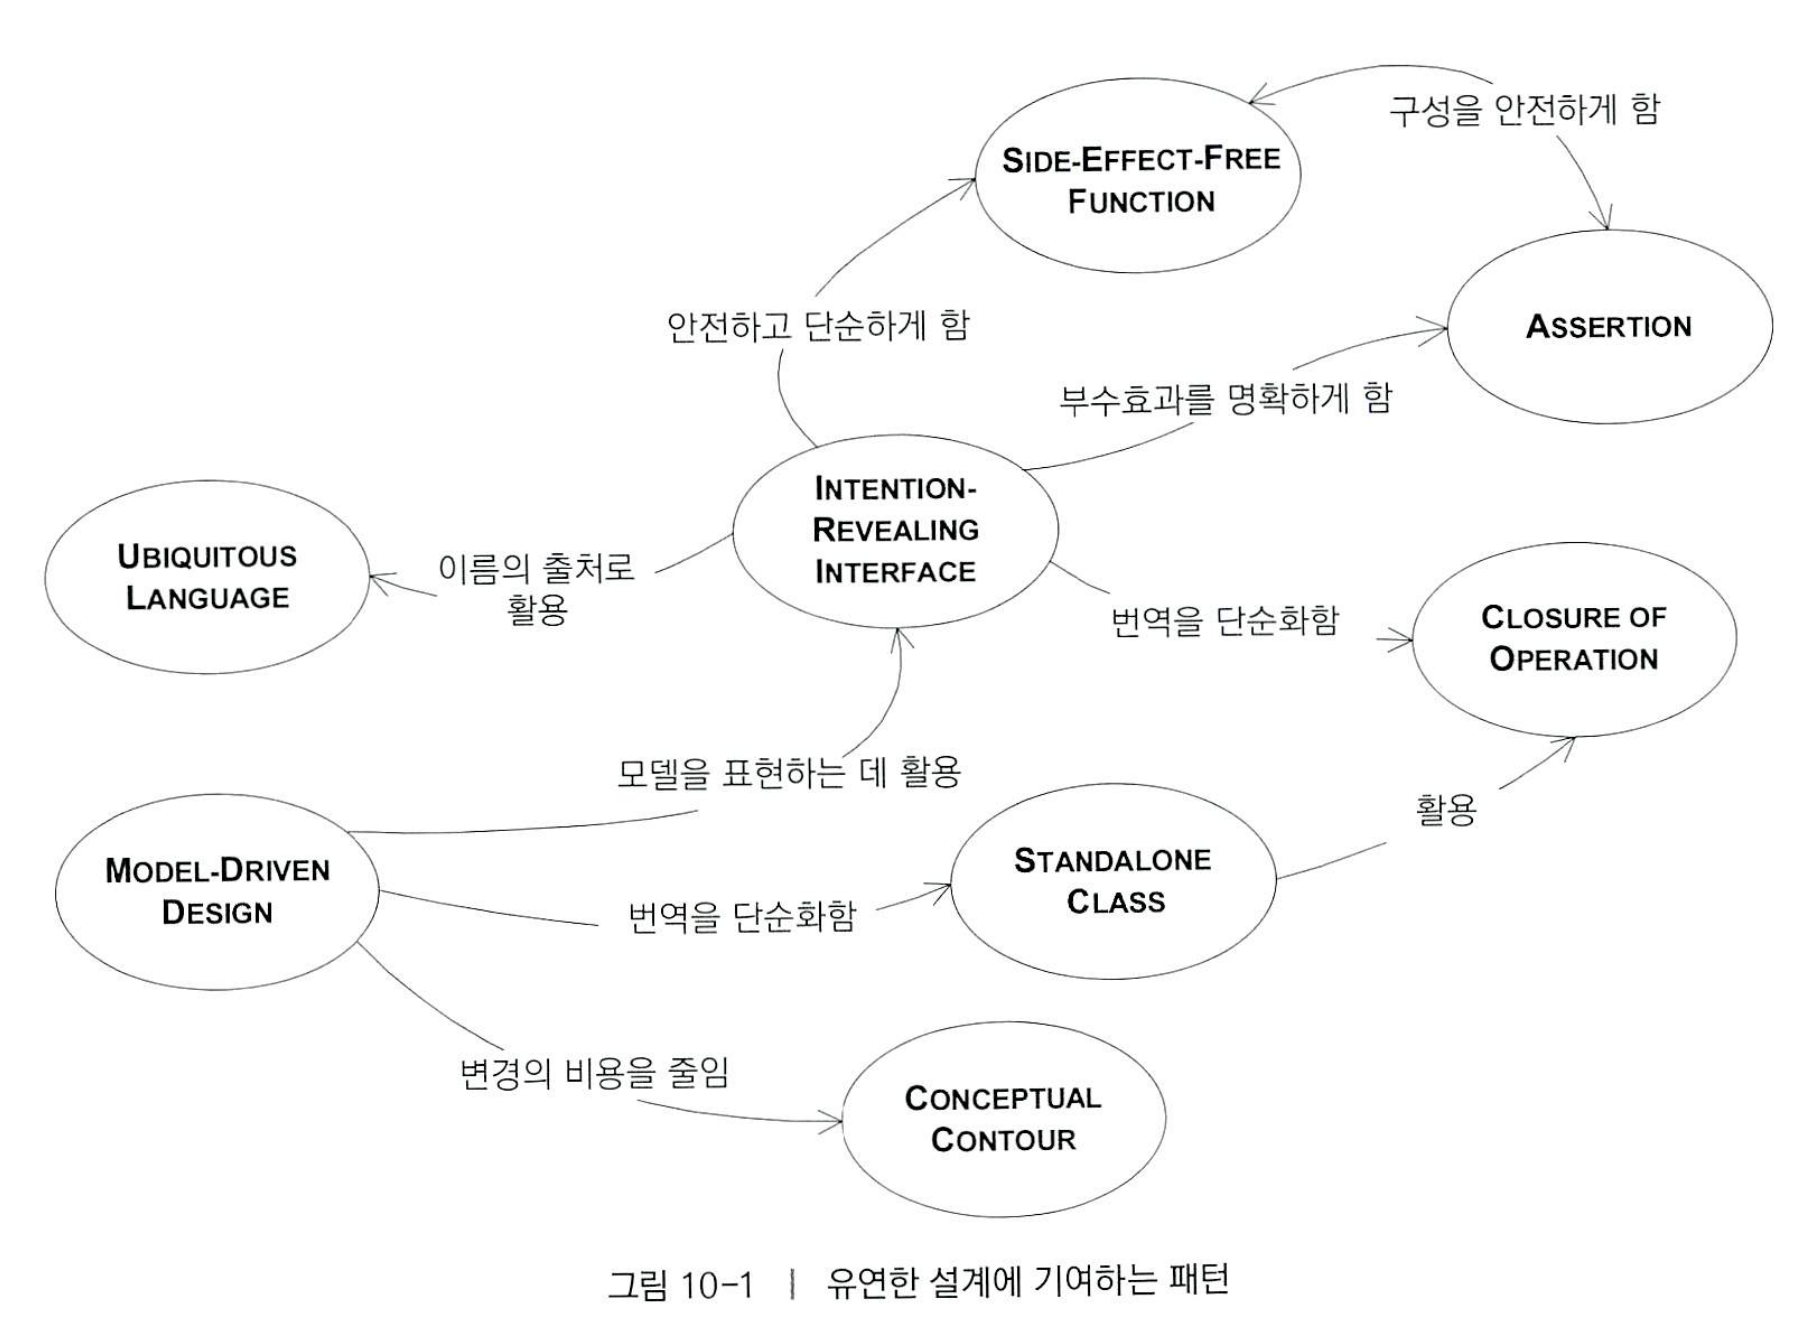 구성을 안전하게 함
SIDE-EFFECT-FREE
FUNCTION
안전하고 단순하게 함
ASSERTION
부수효과를 명확하게 함
INTENTION-
REVEALING
INTERFACE
UBIQUITOUS
LANGUAGE
이름의 출처로
활용
번역을 단순화함
CLOSURE OF
OPERATION
모델을 표현하는 데 활용
활용
MODEL-DRIVEN
DESIGN
STANDALONE
CLASS
번역을 단순화함
변경의 비용을 줄임
CONCEPTUAL
CONTOUR
그림 10-1 | 유연한 설계에 기여하는 패턴